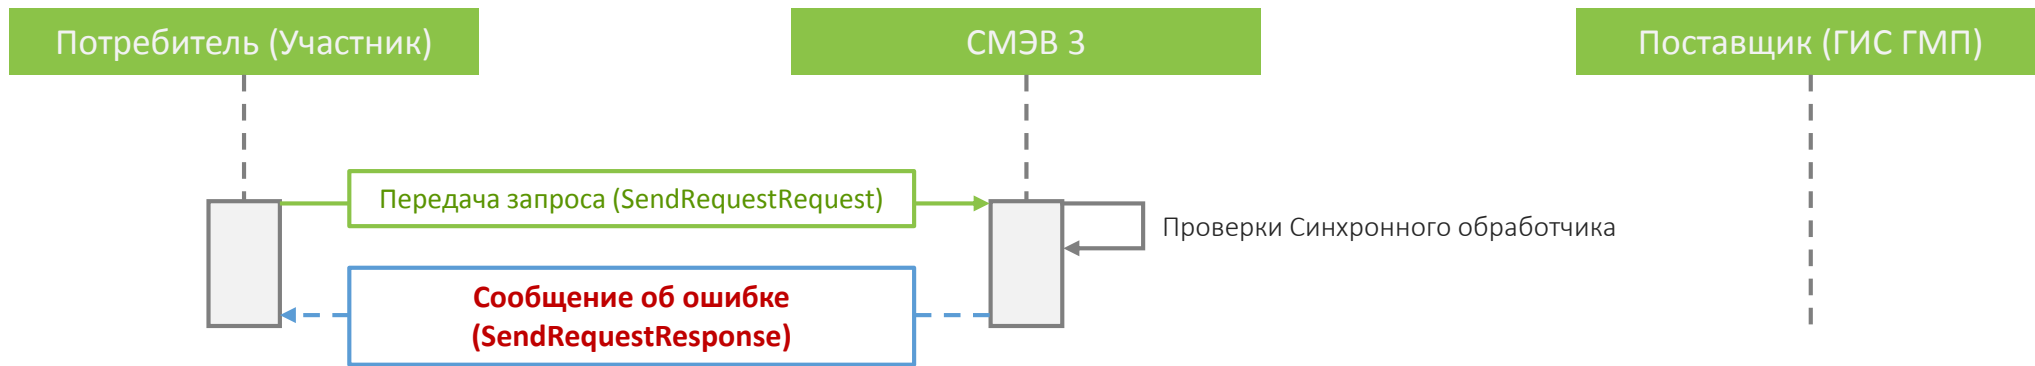 Потребитель (Участник)
СМЭВ 3
Поставщик (ГИС ГМП)
Передача запроса (SendRequestRequest)
Проверки Синхронного обработчика
Сообщение об ошибке
(SendRequestResponse)